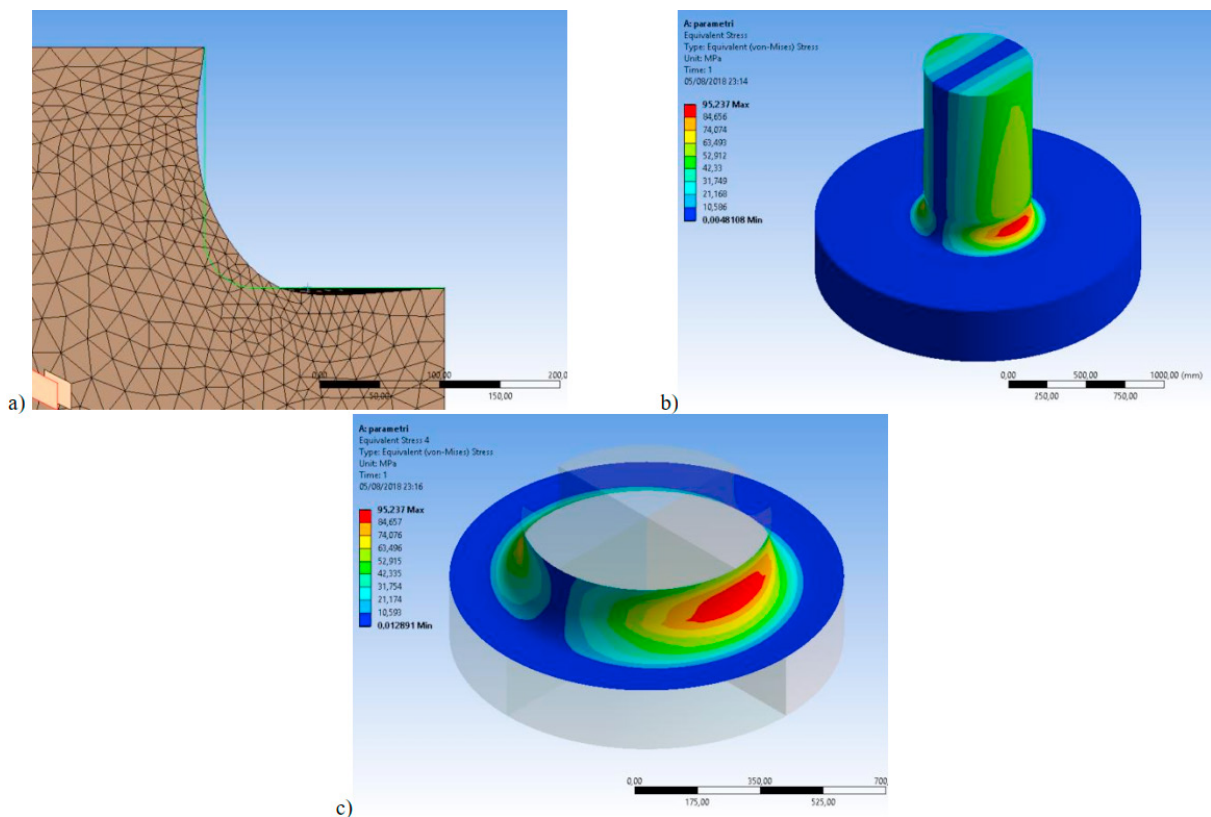 a)
0,00
100,00
200,0
50,00
150,00
b)
A: parametri
Equivalent Stress
Type: Equivalent (von-Mises) Stress
Unit: MPa
Time: 1
05/08/2018 23:14
95,237 Max
84,656
74,074
63,493
52,912
42,33
31,749
21,168
10,586
0,0048108 Min
0,00
500,00
1000,00 (mm)
250,00
750,00
c)
A: parametri
Equivalent Stress 4
Type: Equivalent (von-Mises) Stress
Unit: MPa
Time: 1
05/08/2018 23:16
95,237 Max
84,657
74,076
63,496
52,915
42,335
31,754
21,174
10,593
0,012891 Min
0,00
350,00
700,
175,00
525,00